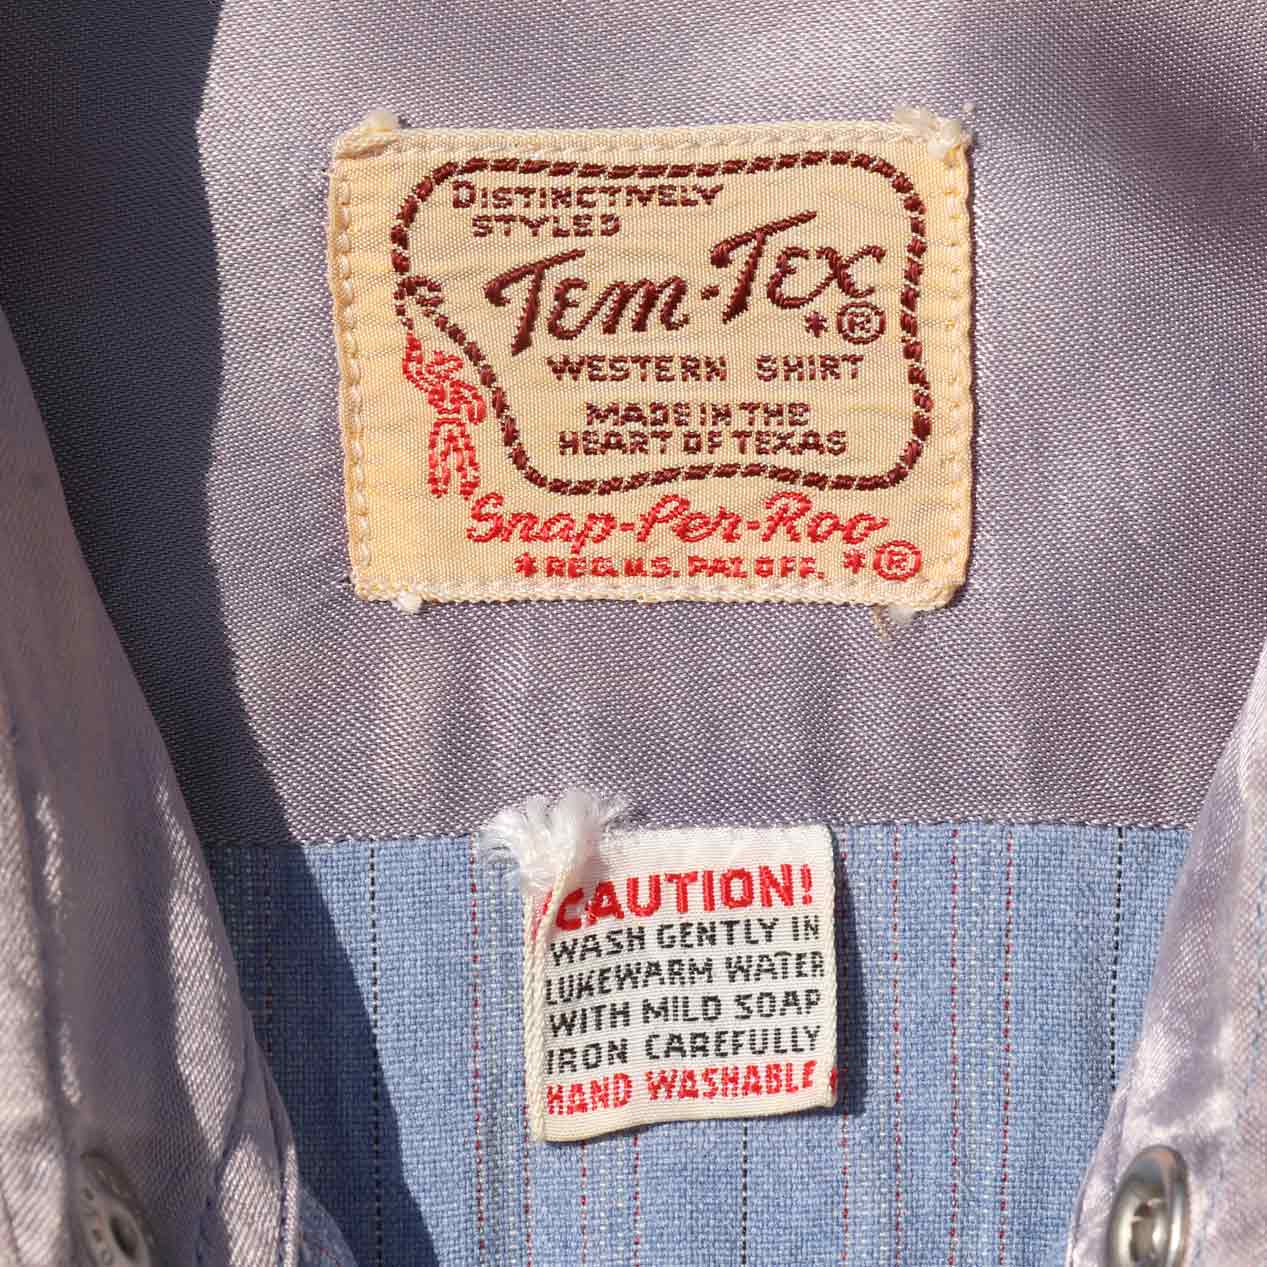 DISTINCTIVELY
STYLED
Tem-Tex
*®
WESTERN SHIRT
MADE IN THE
HEART OF TEXAS
Snap-Per-Roo
*REG. U.S. PAT. OFF. *®
CAUTION!
WASH GENTLY IN
LUKEWARM WATER
WITH MILD SOAP
IRON CAREFULLY
HAND WASHABLE